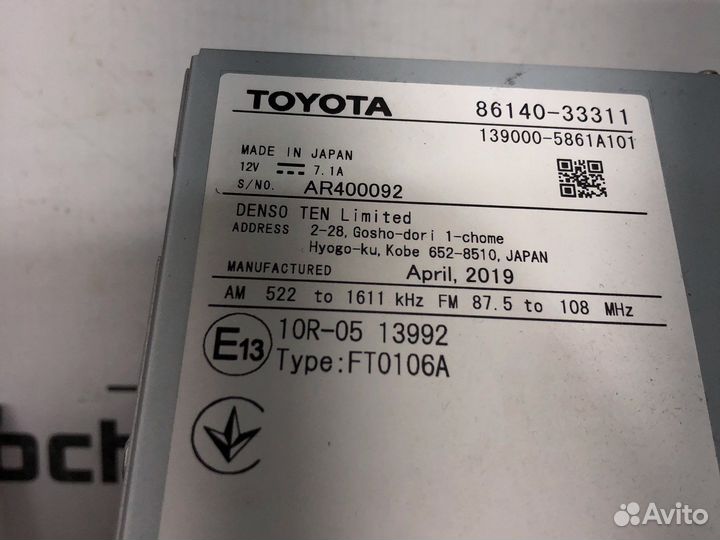 TOYOTA 86140-33311
139000-5861A101
MADE IN JAPAN
12V 7.1A
S/NO. AR400092
DENSO TEN Limited
ADDRESS 2-28, Gosho-dori 1-chome
Hyogo-ku, Kobe 652-8510, JAPAN
MANUFACTURED April, 2019
AM 522 to 1611 kHz FM 87.5 to 108 MHz
E13 10R-05 13992
Type:FT0106A
Avito